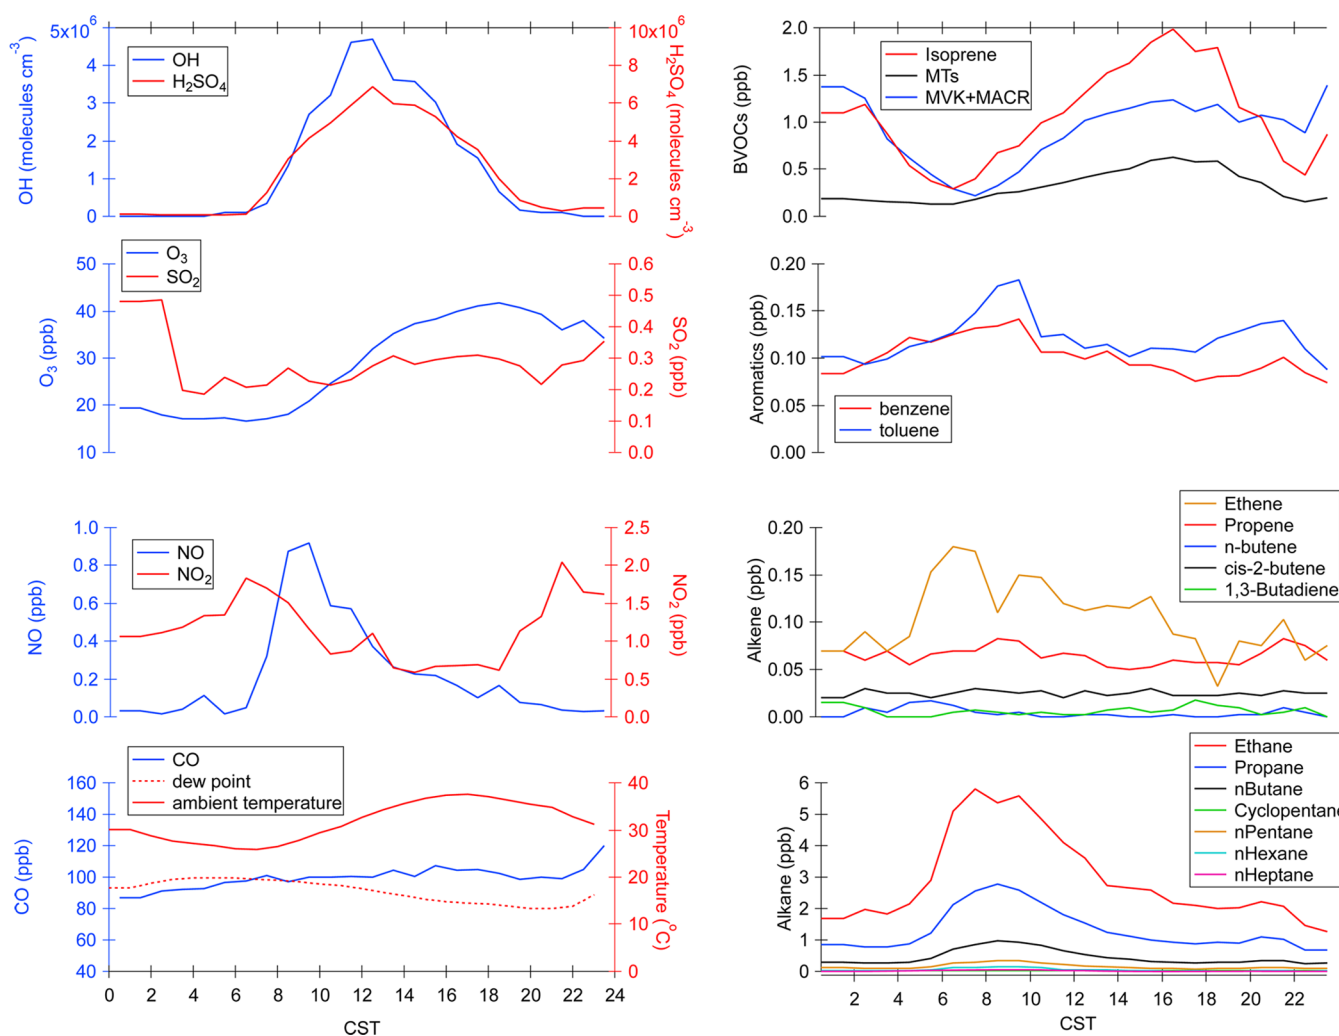 5x10⁶
4
3
2
1
0
OH (molecules cm⁻³)
OH
H₂SO₄
10x10⁶
8
6
4
2
0
H₂SO₄ (molecules cm⁻³)
2.0
1.5
1.0
0.5
0.0
BVOCs (ppb)
Isoprene
MTs
MVK+MACR
50
40
30
20
10
O₃ (ppb)
O₃
SO₂
0.6
0.5
0.4
0.3
0.2
0.1
0.0
SO₂ (ppb)
0.20
0.15
0.10
0.05
0.00
Aromatics (ppb)
benzene
toluene
1.0
0.8
0.6
0.4
0.2
0.0
NO (ppb)
NO
NO₂
2.5
2.0
1.5
1.0
0.5
0.0
NO₂ (ppb)
0.20
0.15
0.10
0.05
0.00
Alkene (ppb)
Ethene
Propene
n-butene
cis-2-butene
1,3-Butadiene
160
140
120
100
80
60
40
CO (ppb)
CO
dew point
ambient temperature
40
30
20
10
0
Temperature (°C)
0 2 4 6 8 10 12 14 16 18 20 22 24
CST
6
5
4
3
2
1
0
Alkane (ppb)
Ethane
Propane
nButane
Cyclopentane
nPentane
nHexane
nHeptane
2 4 6 8 10 12 14 16 18 20 22
CST